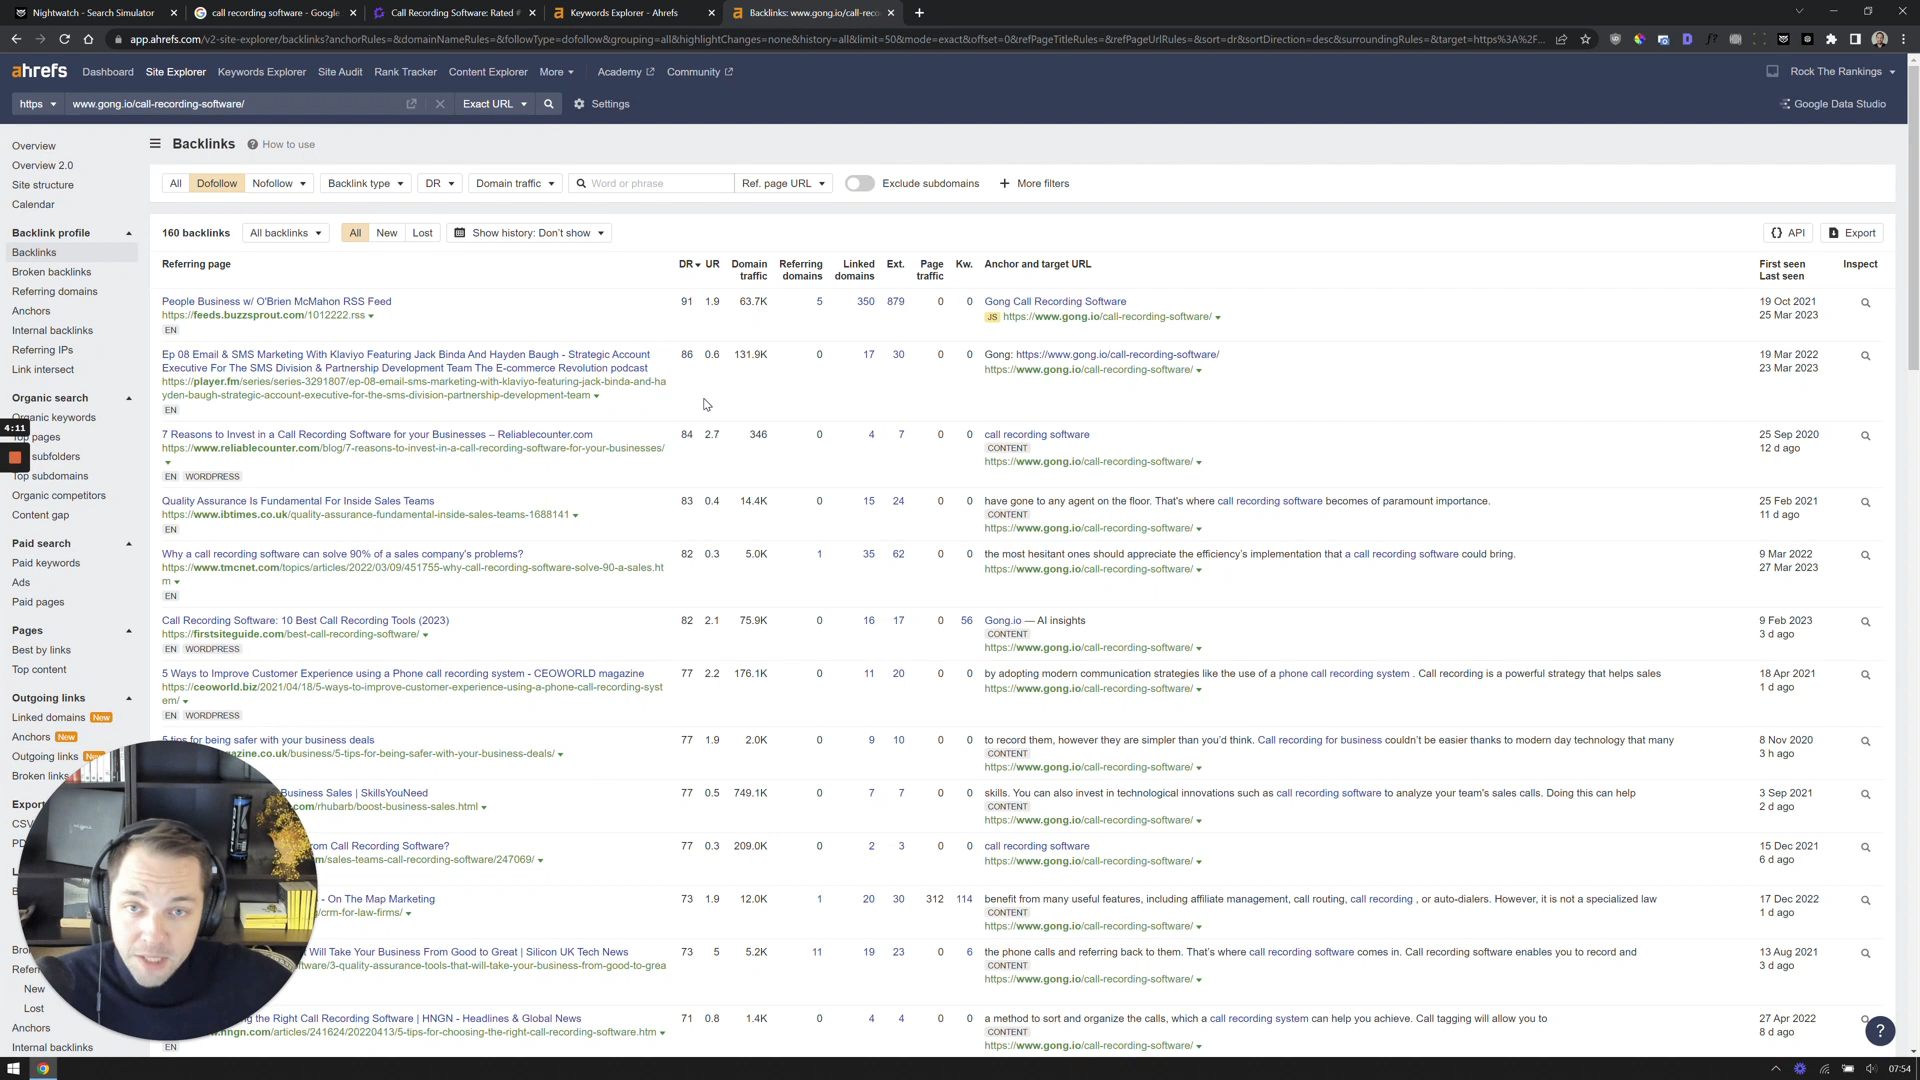 Nightwatch - Search Simulator
call recording software - Google
Call Recording Software: Rated #
Keywords Explorer - Ahrefs
Backlinks: www.gong.io/call-reco
app.ahrefs.com/v2-site-explorer/backlinks?anchorRules=&domainNameRules=&followType=dofollow&grouping=all&highlightChanges=none&history=all&limit=50&mode=exact&offset=0&refPageTitleRules=&refPageUrlRules=&sort=dr&sortDirection=desc&surroundingRules=&target=https%3A%2F...
ahrefs Dashboard Site Explorer Keywords Explorer Site Audit Rank Tracker Content Explorer More Academy Community Rock The Rankings
https www.gong.io/call-recording-software/ Exact URL Settings Google Data Studio
Overview
Overview 2.0
Site structure
Calendar
Backlink profile
Backlinks
Broken backlinks
Referring domains
Anchors
Internal backlinks
Referring IPs
Link intersect
Organic search
Organic keywords
4:11
Top pages
subfolders
Top subdomains
Organic competitors
Content gap
Paid search
Paid keywords
Ads
Paid pages
Pages
Best by links
Top content
Outgoing links
Linked domains New
Anchors New
Outgoing links
Broken links
Export
New
Lost
Anchors
Internal backlinks
Backlinks How to use
All Dofollow Nofollow Backlink type DR Domain traffic Word or phrase Ref. page URL Exclude subdomains More filters
160 backlinks All backlinks All New Lost Show history: Don't show API Export
Referring page DR UR Domain traffic Referring domains Linked domains Ext. Page traffic Kw. Anchor and target URL First seen Last seen Inspect
People Business w/ O'Brien McMahon RSS Feed 91 1.9 63.7K 5 350 879 0 0 Gong Call Recording Software 19 Oct 2021
https://feeds.buzzsprout.com/1012222.rss JS https://www.gong.io/call-recording-software/ 25 Mar 2023
EN
Ep 08 Email & SMS Marketing With Klaviyo Featuring Jack Binda And Hayden Baugh - Strategic Account 86 0.6 131.9K 0 17 30 0 0 Gong: https://www.gong.io/call-recording-software/ 19 Mar 2022
Executive For The SMS Division & Partnership Development Team The E-commerce Revolution podcast https://www.gong.io/call-recording-software/ 23 Mar 2023
https://player.fm/series/series-3291807/ep-08-email-sms-marketing-with-klaviyo-featuring-jack-binda-and-ha
yden-baugh-strategic-account-executive-for-the-sms-division-partnership-development-team
EN
7 Reasons to Invest in a Call Recording Software for your Businesses – Reliablecounter.com 84 2.7 346 0 4 7 0 0 call recording software 25 Sep 2020
https://www.reliablecounter.com/blog/7-reasons-to-invest-in-a-call-recording-software-for-your-businesses/ CONTENT 12 d ago
https://www.gong.io/call-recording-software/
EN WORDPRESS
Quality Assurance Is Fundamental For Inside Sales Teams 83 0.4 14.4K 0 15 24 0 0 have gone to any agent on the floor. That's where call recording software becomes of paramount importance. 25 Feb 2021
https://www.ibtimes.co.uk/quality-assurance-fundamental-inside-sales-teams-1688141 CONTENT 11 d ago
EN https://www.gong.io/call-recording-software/
Why a call recording software can solve 90% of a sales company's problems? 82 0.3 5.0K 1 35 62 0 0 the most hesitant ones should appreciate the efficiency's implementation that a call recording software could bring. 9 Mar 2022
https://www.tmcnet.com/topics/articles/2022/03/09/451755-why-call-recording-software-solve-90-a-sales.ht https://www.gong.io/call-recording-software/ 27 Mar 2023
m
EN
Call Recording Software: 10 Best Call Recording Tools (2023) 82 2.1 75.9K 0 16 17 0 56 Gong.io — AI insights 9 Feb 2023
https://firstsiteguide.com/best-call-recording-software/ CONTENT 3 d ago
EN WORDPRESS https://www.gong.io/call-recording-software/
5 Ways to Improve Customer Experience using a Phone call recording system - CEOWORLD magazine 77 2.2 176.1K 0 11 20 0 0 by adopting modern communication strategies like the use of a phone call recording system . Call recording is a powerful strategy that helps sales 18 Apr 2021
https://ceoworld.biz/2021/04/18/5-ways-to-improve-customer-experience-using-a-phone-call-recording-syst https://www.gong.io/call-recording-software/ 1 d ago
em/
EN WORDPRESS
5 tips for being safer with your business deals 77 1.9 2.0K 0 9 10 0 0 to record them, however they are simpler than you'd think. Call recording for business couldn't be easier thanks to modern day technology that many 8 Nov 2020
agazine.co.uk/business/5-tips-for-being-safer-with-your-business-deals/ CONTENT 3 h ago
https://www.gong.io/call-recording-software/
Business Sales | SkillsYouNeed 77 0.5 749.1K 0 7 7 0 0 skills. You can also invest in technological innovations such as call recording software to analyze your team's sales calls. Doing this can help 3 Sep 2021
com/rhubarb/boost-business-sales.html CONTENT 2 d ago
https://www.gong.io/call-recording-software/
rom Call Recording Software? 77 0.3 209.0K 0 2 3 0 0 call recording software 15 Dec 2021
m/sales-teams-call-recording-software/247069/ https://www.gong.io/call-recording-software/ 6 d ago
- On The Map Marketing 73 1.9 12.0K 1 20 30 312 114 benefit from many useful features, including affiliate management, call routing, call recording , or auto-dialers. However, it is not a specialized law 17 Dec 2022
/crm-for-law-firms/ CONTENT 1 d ago
https://www.gong.io/call-recording-software/
t Will Take Your Business From Good to Great | Silicon UK Tech News 73 5 5.2K 11 19 23 0 6 the phone calls and referring back to them. That's where call recording software comes in. Call recording software enables you to record and 13 Aug 2021
oftware/3-quality-assurance-tools-that-will-take-your-business-from-good-to-grea CONTENT 3 d ago
https://www.gong.io/call-recording-software/
ng the Right Call Recording Software | HNGN - Headlines & Global News 71 0.8 1.4K 0 4 4 0 0 a method to sort and organize the calls, which a call recording system can help you achieve. Call tagging will allow you to 27 Apr 2022
hngn.com/articles/241624/20220413/5-tips-for-choosing-the-right-call-recording-software.htm CONTENT 8 d ago
EN https://www.gong.io/call-recording-software/
?
07:54